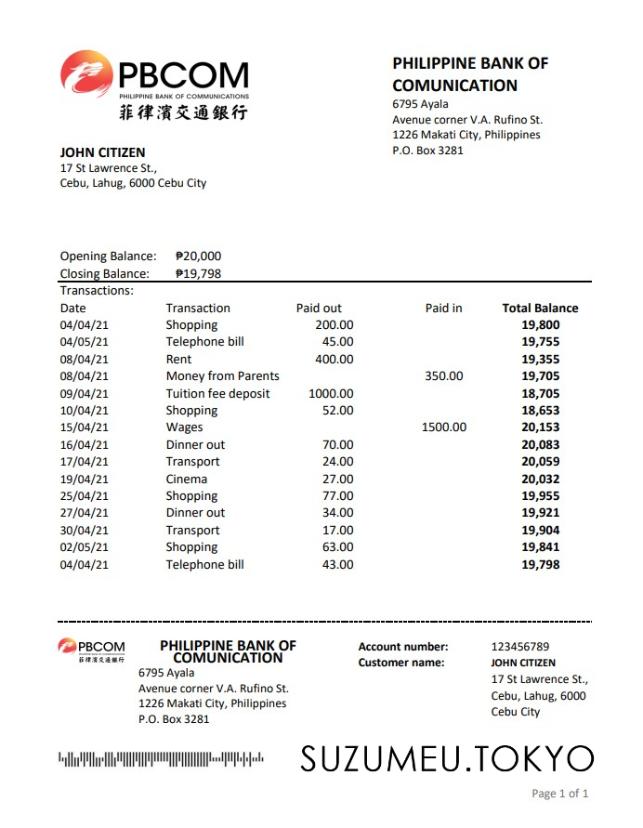 PBCOM
PHILIPPINE BANK OF COMMUNICATIONS
菲律濱交通銀行
PHILIPPINE BANK OF
COMUNICATION
6795 Ayala
Avenue corner V.A. Rufino St.
1226 Makati City, Philippines
P.O. Box 3281
JOHN CITIZEN
17 St Lawrence St.,
Cebu, Lahug, 6000 Cebu City
Opening Balance: ₱20,000
Closing Balance: ₱19,798
Transactions:
Date Transaction Paid out Paid in Total Balance
04/04/21 Shopping 200.00 19,800
04/05/21 Telephone bill 45.00 19,755
08/04/21 Rent 400.00 19,355
08/04/21 Money from Parents 350.00 19,705
09/04/21 Tuition fee deposit 1000.00 18,705
10/04/21 Shopping 52.00 18,653
15/04/21 Wages 1500.00 20,153
16/04/21 Dinner out 70.00 20,083
17/04/21 Transport 24.00 20,059
19/04/21 Cinema 27.00 20,032
25/04/21 Shopping 77.00 19,955
27/04/21 Dinner out 34.00 19,921
30/04/21 Transport 17.00 19,904
02/05/21 Shopping 63.00 19,841
04/04/21 Telephone bill 43.00 19,798
PBCOM
菲律濱交通銀行
PHILIPPINE BANK OF
COMUNICATION
6795 Ayala
Avenue corner V.A. Rufino St.
1226 Makati City, Philippines
P.O. Box 3281
Account number: 123456789
Customer name: JOHN CITIZEN
17 St Lawrence St.,
Cebu, Lahug, 6000
Cebu City
SUZUMEU.TOKYO
Page 1 of 1